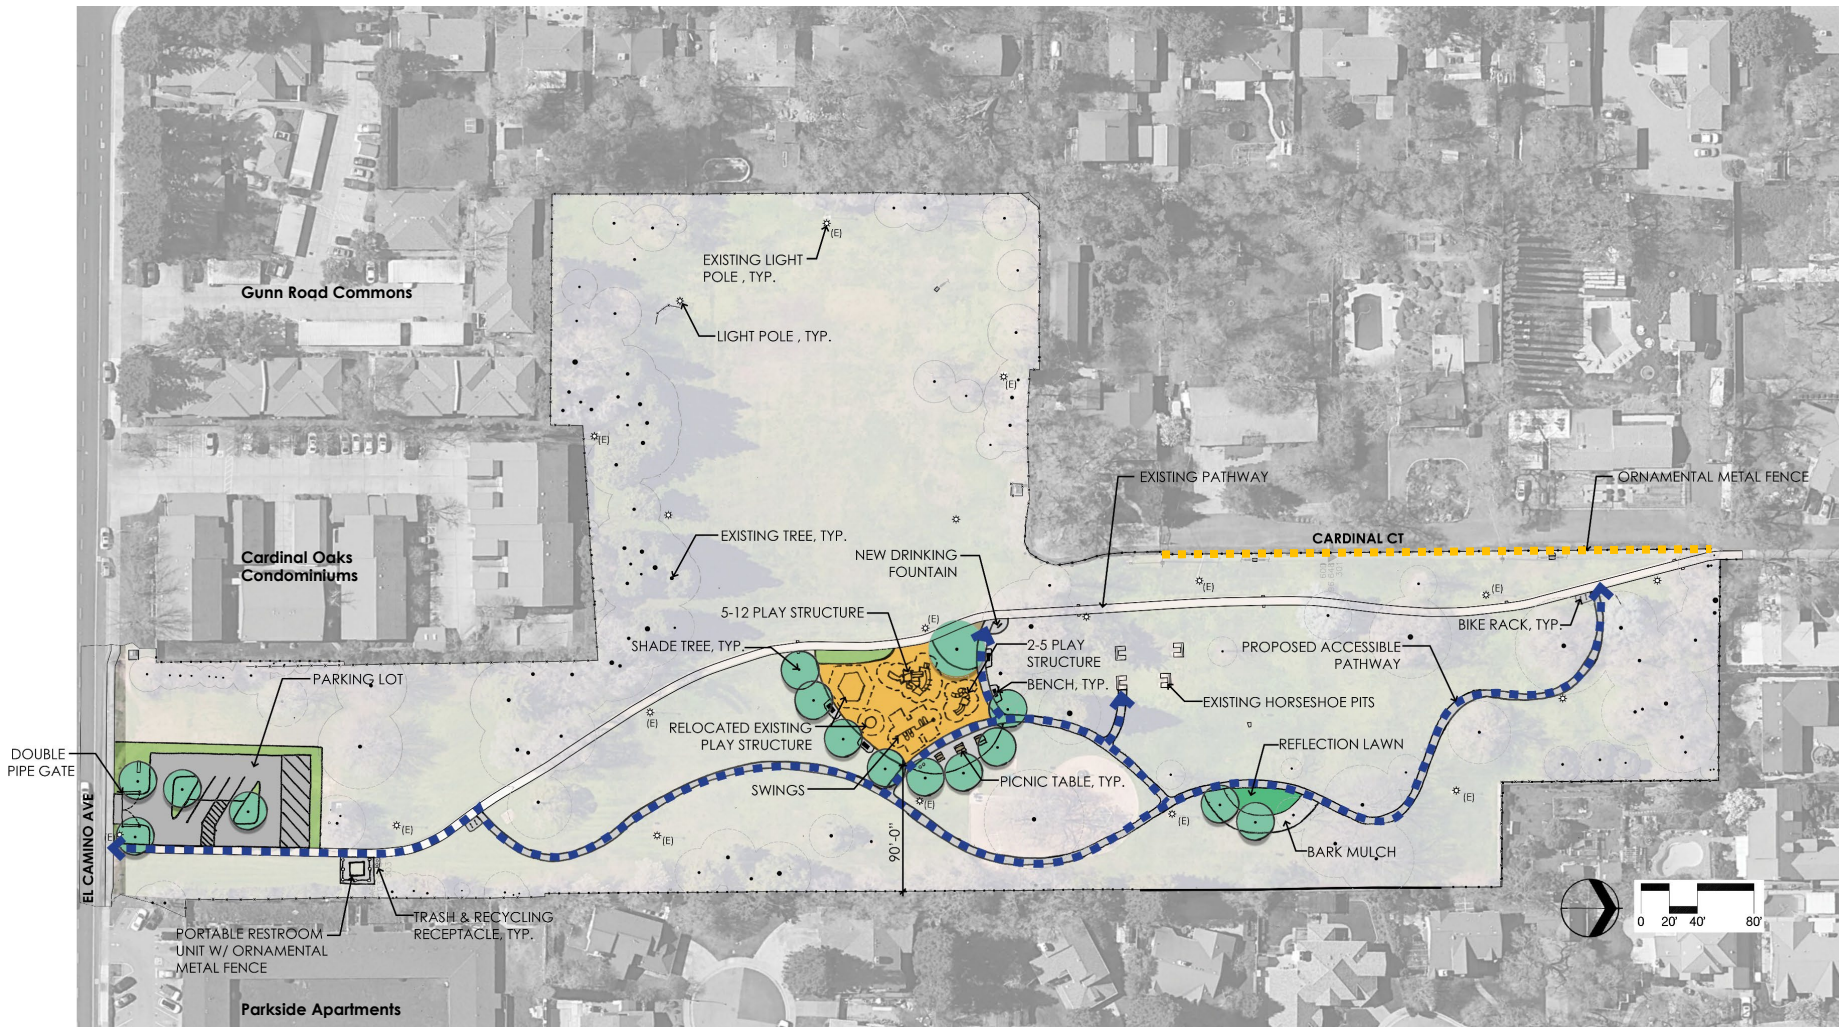 Gunn Road Commons
EXISTING LIGHT
POLE , TYP.
(E)
LIGHT POLE , TYP.
(E)
(E)
EXISTING PATHWAY
ORNAMENTAL METAL FENCE
CARDINAL CT
Cardinal Oaks
Condominiums
EXISTING TREE, TYP.
NEW DRINKING
FOUNTAIN
(E)
(E)
5-12 PLAY STRUCTURE
(E)
BIKE RACK, TYP.
SHADE TREE, TYP.
2-5 PLAY
STRUCTURE
PROPOSED ACCESSIBLE
PATHWAY
PARKING LOT
BENCH, TYP.
EXISTING HORSESHOE PITS
(E)
RELOCATED EXISTING
PLAY STRUCTURE
REFLECTION LAWN
DOUBLE
PIPE GATE
SWINGS
PICNIC TABLE, TYP.
(E)
(E)
(E)
(E)
(E)
(E)
EL CAMINO AVE
90'-0"
BARK MULCH
TRASH & RECYCLING
RECEPTACLE, TYP.
PORTABLE RESTROOM
UNIT W/ ORNAMENTAL
METAL FENCE
0 20' 40' 80'
Parkside Apartments